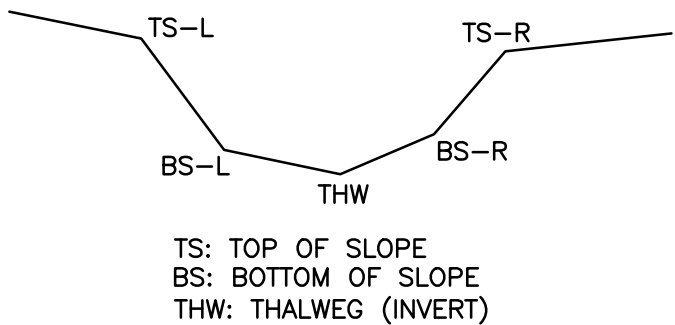 TS-L
TS-R
BS-L
BS-R
THW
TS: TOP OF SLOPE
BS: BOTTOM OF SLOPE
THW: THALWEG (INVERT)